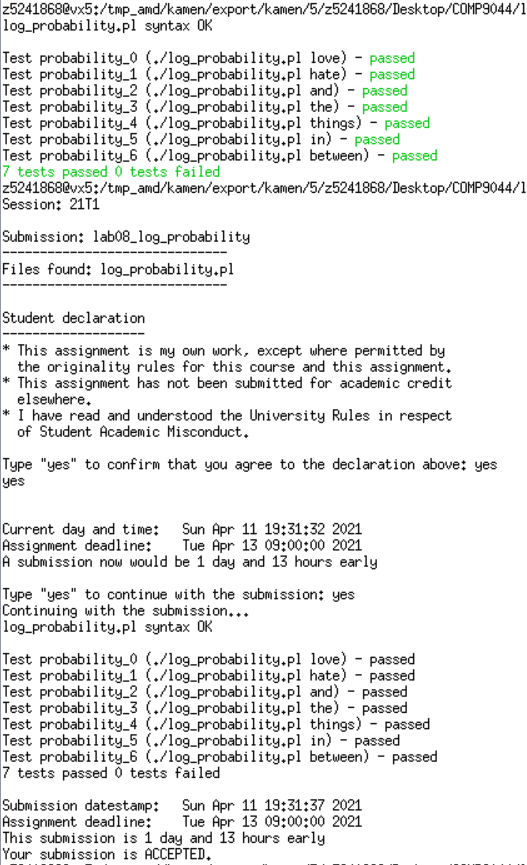 z5241868@vx5:/tmp_amd/kamen/export/kamen/5/z5241868/Desktop/COMP9044/l
log_probability.pl syntax OK
Test probability_0 (./log_probability.pl love) - passed
Test probability_1 (./log_probability.pl hate) - passed
Test probability_2 (./log_probability.pl and) - passed
Test probability_3 (./log_probability.pl the) - passed
Test probability_4 (./log_probability.pl things) - passed
Test probability_5 (./log_probability.pl in) - passed
Test probability_6 (./log_probability.pl between) - passed
7 tests passed 0 tests failed
z5241868@vx5:/tmp_amd/kamen/export/kamen/5/z5241868/Desktop/COMP9044/l
Session: 21T1
Submission: lab08_log_probability
----------------------------
Files found: log_probability.pl
----------------------------
Student declaration
-------------------
* This assignment is my own work, except where permitted by
the originality rules for this course and this assignment.
* This assignment has not been submitted for academic credit
elsewhere.
* I have read and understood the University Rules in respect
of Student Academic Misconduct.
Type "yes" to confirm that you agree to the declaration above: yes
yes
Current day and time: Sun Apr 11 19:31:32 2021
Assignment deadline: Tue Apr 13 09:00:00 2021
A submission now would be 1 day and 13 hours early
Type "yes" to continue with the submission: yes
Continuing with the submission...
log_probability.pl syntax OK
Test probability_0 (./log_probability.pl love) - passed
Test probability_1 (./log_probability.pl hate) - passed
Test probability_2 (./log_probability.pl and) - passed
Test probability_3 (./log_probability.pl the) - passed
Test probability_4 (./log_probability.pl things) - passed
Test probability_5 (./log_probability.pl in) - passed
Test probability_6 (./log_probability.pl between) - passed
7 tests passed 0 tests failed
Submission datestamp: Sun Apr 11 19:31:37 2021
Assignment deadline: Tue Apr 13 09:00:00 2021
This submission is 1 day and 13 hours early
Your submission is ACCEPTED.